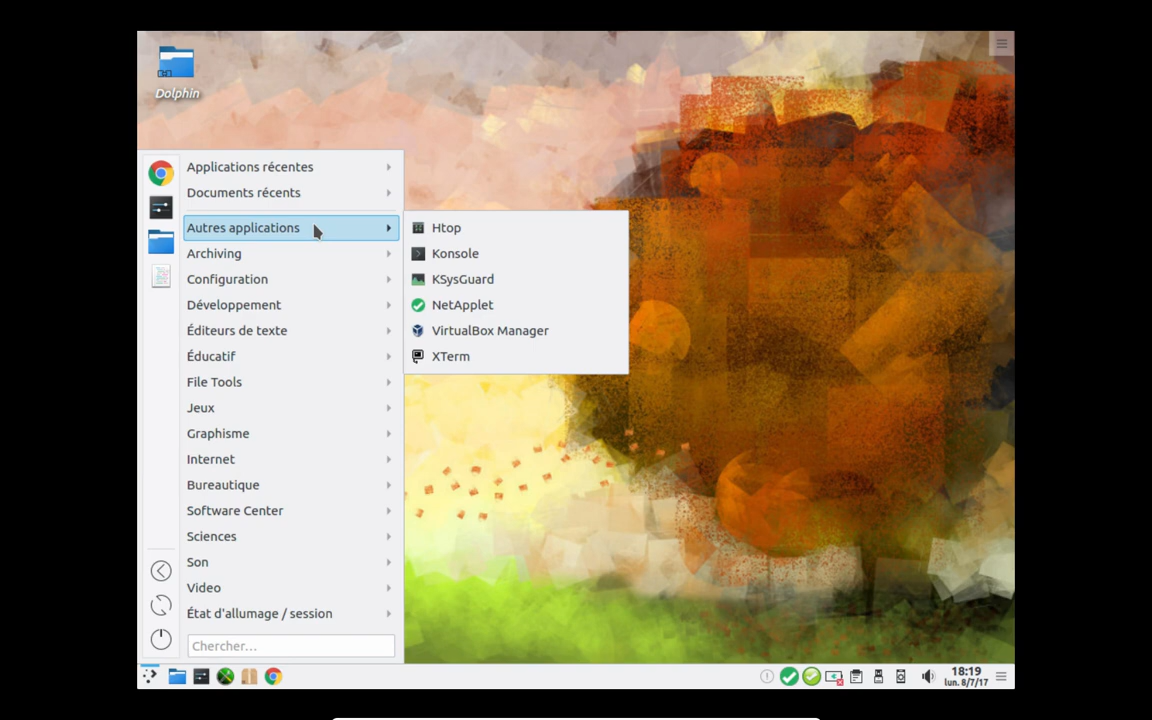 Dolphin
Applications récentes
Documents récents
Autres applications
Archiving
Configuration
Développement
Éditeurs de texte
Éducatif
File Tools
Jeux
Graphisme
Internet
Bureautique
Software Center
Sciences
Son
Video
État d'allumage / session
Chercher...
Htop
Konsole
KSysGuard
NetApplet
VirtualBox Manager
XTerm
18:19
lun. 8/7/17